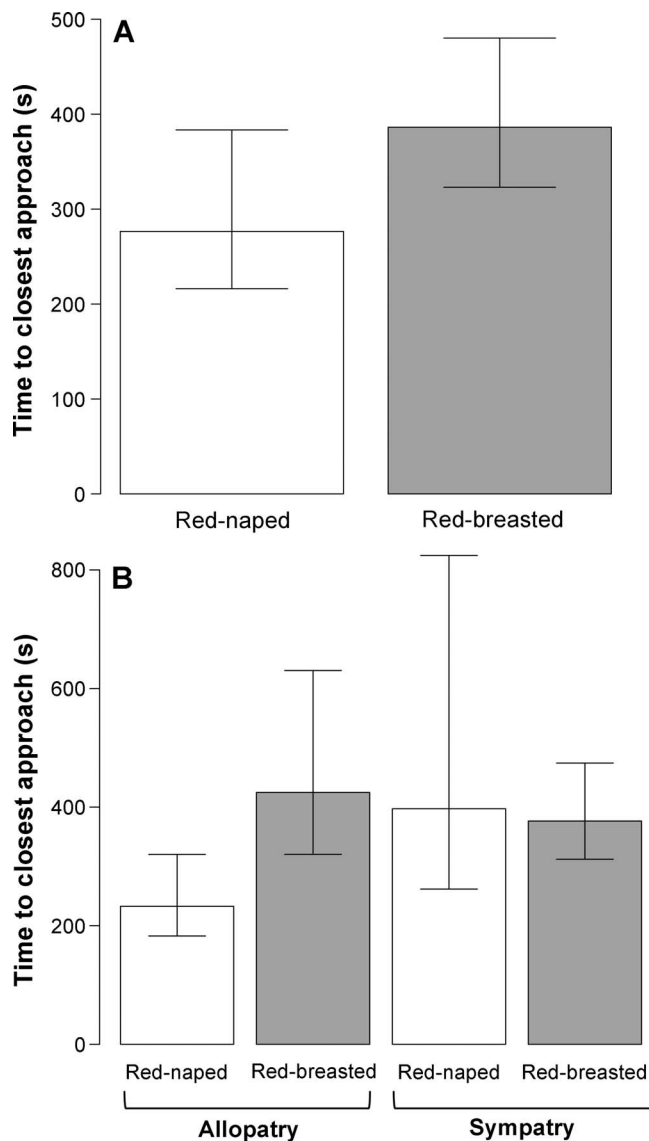 A
Time to closest approach (s)
500
400
300
200
100
0
Red-naped Red-breasted
B
Time to closest approach (s)
800
600
400
200
0
Red-naped Red-breasted Red-naped Red-breasted
Allopatry Sympatry